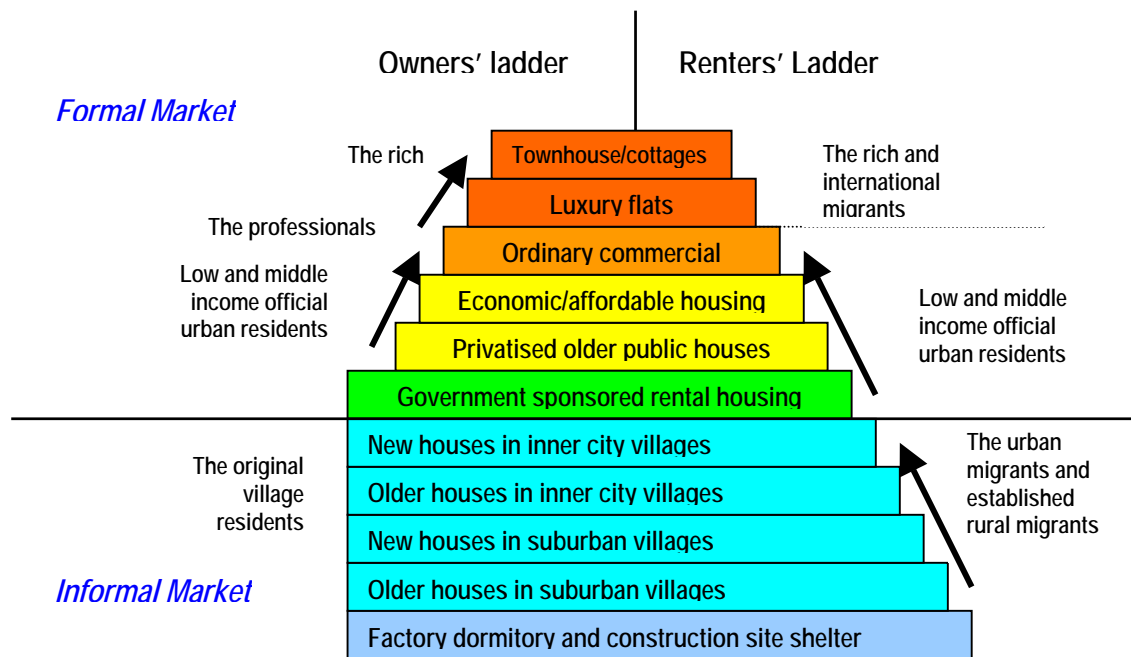 Owners' ladder
Renters' Ladder
Formal Market
The rich
Townhouse/cottages
The rich and
international
migrants
Luxury flats
The professionals
Ordinary commercial
Low and middle
income official
urban residents
Economic/affordable housing
Low and middle
income official
urban residents
Privatised older public houses
Government sponsored rental housing
New houses in inner city villages
The original
village
residents
The urban
migrants and
established
rural migrants
Older houses in inner city villages
New houses in suburban villages
Informal Market
Older houses in suburban villages
Factory dormitory and construction site shelter